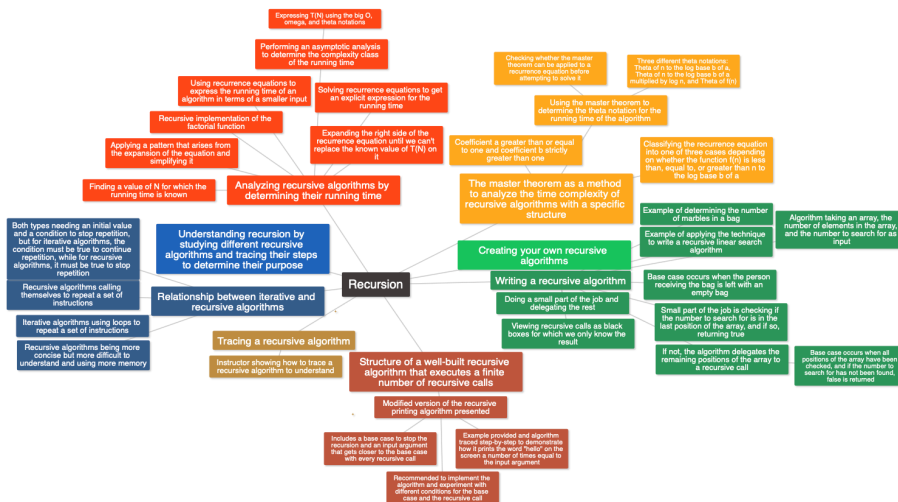 Expressing T(N) using the big O,
omega, and theta notations
Performing an asymptotic analysis
to determine the complexity class
of the running time
Using recurrence equations to
express the running time of an
algorithm in terms of a smaller input
Solving recurrence equations to get
an explicit expression for the
running time
Recursive implementation of the
factorial function
Applying a pattern that arises from
the expansion of the equation and
simplifying it
Expanding the right side of the
recurrence equation until we can't
replace the known value of T(N) on
it
Finding a value of N for which the
running time is known
Analyzing recursive algorithms by
determining their running time
Checking whether the master
theorem can be applied to a
recurrence equation before
attempting to solve it
Three different theta notations:
Theta of n to the log base b of a,
Theta of n to the log base b of a
multiplied by log n, and Theta of f(n)
Using the master theorem to
determine the theta notation for the
running time of the algorithm
Coefficient a greater than or equal
to one and coefficient b strictly
greater than one
Classifying the recurrence equation
into one of three cases depending
on whether the function f(n) is less
than, equal to, or greater than n to
the log base b of a
The master theorem as a method
to analyze the time complexity of
recursive algorithms with a specific
structure
Both types needing an initial value
and a condition to stop repetition,
but for iterative algorithms, the
condition must be true to continue
repetition, while for recursive
algorithms, it must be true to stop
repetition
Understanding recursion by
studying different recursive
algorithms and tracing their steps
to determine their purpose
Recursion
Creating your own recursive
algorithms
Example of determining the number
of marbles in a bag
Example of applying the technique
to write a recursive linear search
algorithm
Algorithm taking an array, the
number of elements in the array,
and the number to search for as
input
Writing a recursive algorithm
Base case occurs when the person
receiving the bag is left with an
empty bag
Recursive algorithms calling
themselves to repeat a set of
instructions
Relationship between iterative and
recursive algorithms
Iterative algorithms using loops to
repeat a set of instructions
Recursive algorithms being more
concise but more difficult to
understand and using more memory
Doing a small part of the job and
delegating the rest
Viewing recursive calls as black
boxes for which we only know the
result
Small part of the job is checking if
the number to search for is in the
last position of the array, and if so,
returning true
If not, the algorithm delegates the
remaining positions of the array to
a recursive call
Base case occurs when all
positions of the array have been
checked, and if the number to
search for has not been found,
false is returned
Tracing a recursive algorithm
Instructor showing how to trace a
recursive algorithm to understand
Structure of a well-built recursive
algorithm that executes a finite
number of recursive calls
Modified version of the recursive
printing algorithm presented
Includes a base case to stop the
recursion and an input argument
that gets closer to the base case
with every recursive call
Example provided and algorithm
traced step-by-step to demonstrate
how it prints the word "hello" on the
screen a number of times equal to
the input argument
Recommended to implement the
algorithm and experiment with
different conditions for the base
case and the recursive call